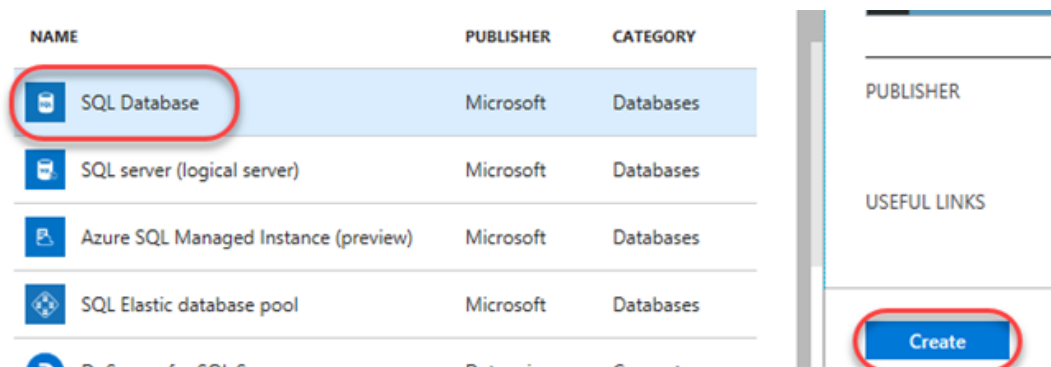 NAME PUBLISHER CATEGORY
SQL Database Microsoft Databases
SQL server (logical server) Microsoft Databases
Azure SQL Managed Instance (preview) Microsoft Databases
SQL Elastic database pool Microsoft Databases
PUBLISHER
USEFUL LINKS
Create